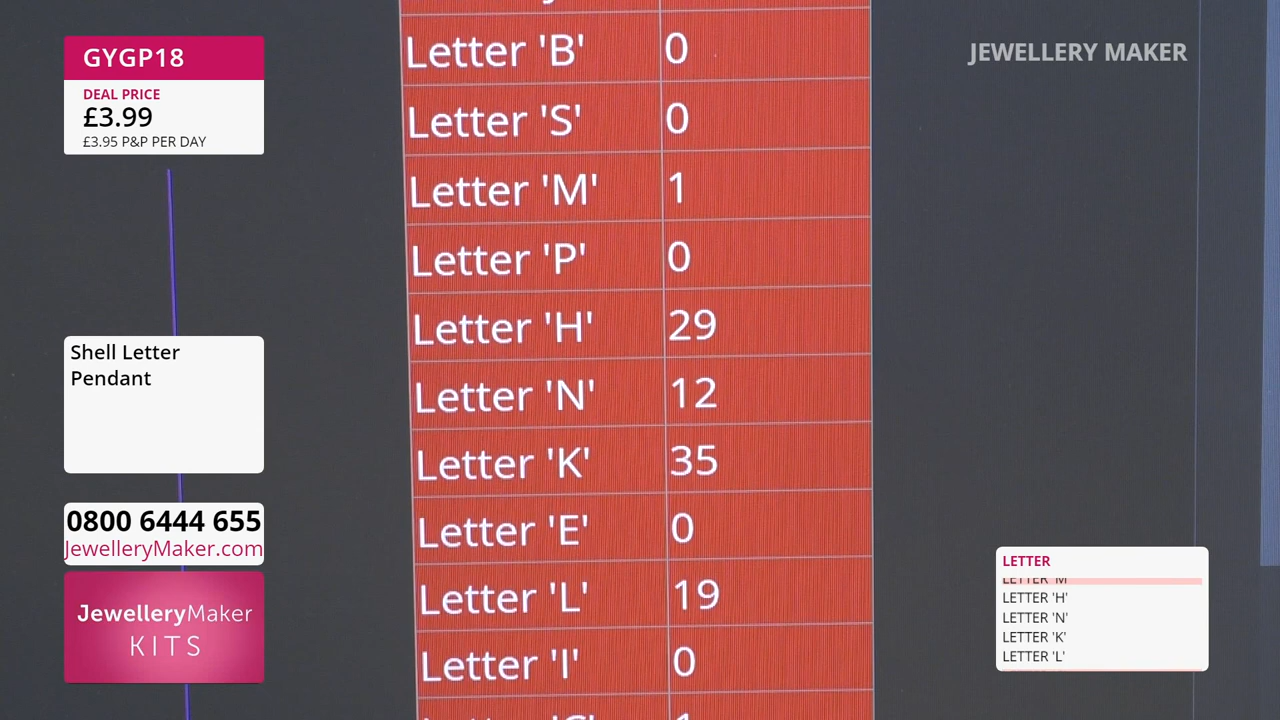 GYGP18
DEAL PRICE
£3.99
£3.95 P&P PER DAY
Shell Letter
Pendant
0800 6444 655
JewelleryMaker.com
JewelleryMaker
KITS
Letter 'B' 0
Letter 'S' 0
Letter 'M' 1
Letter 'P' 0
Letter 'H' 29
Letter 'N' 12
Letter 'K' 35
Letter 'E' 0
Letter 'L' 19
Letter 'I' 0
JEWELLERY MAKER
LETTER
LETTER 'M'
LETTER 'H'
LETTER 'N'
LETTER 'K'
LETTER 'L'